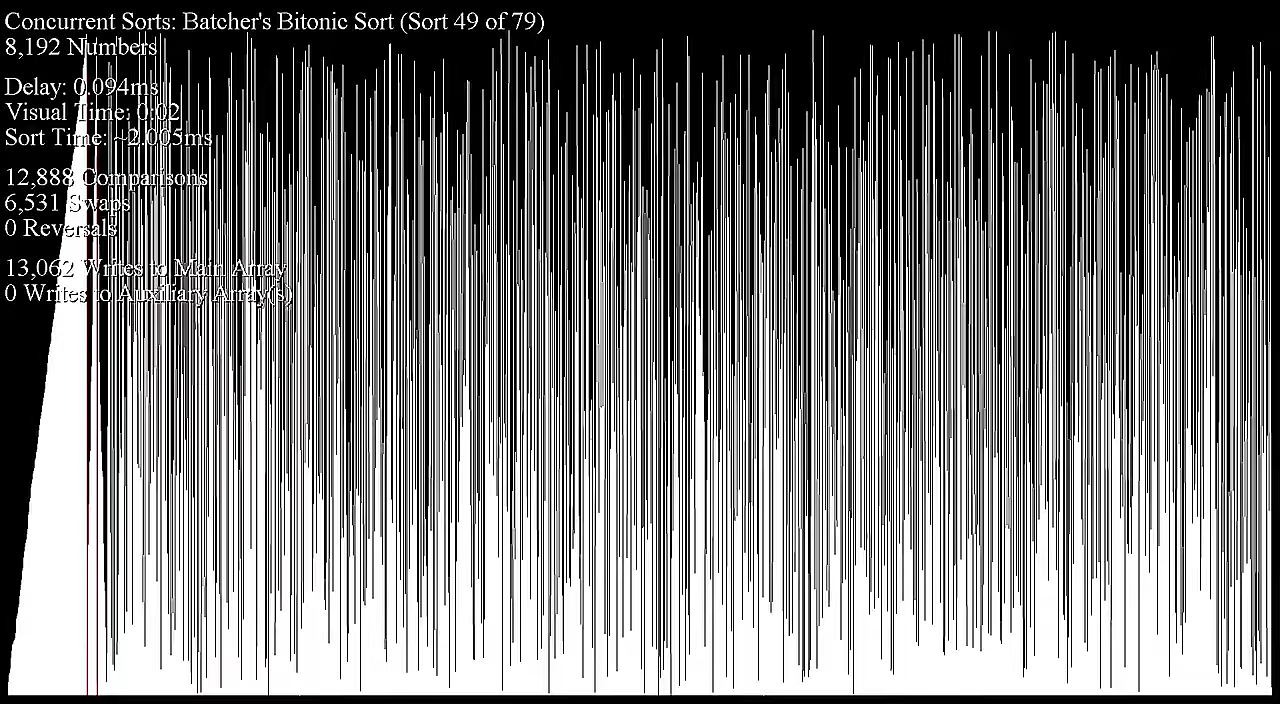 Concurrent Sorts: Batcher's Bitonic Sort (Sort 49 of 79)
8,192 Numbers
Delay: 0.094ms
Visual Time: 0:02
Sort Time: ~2.005ms
12,888 Comparisons
6,531 Swaps
0 Reversals
13,062 Writes to Main Array
0 Writes to Auxiliary Array(s)